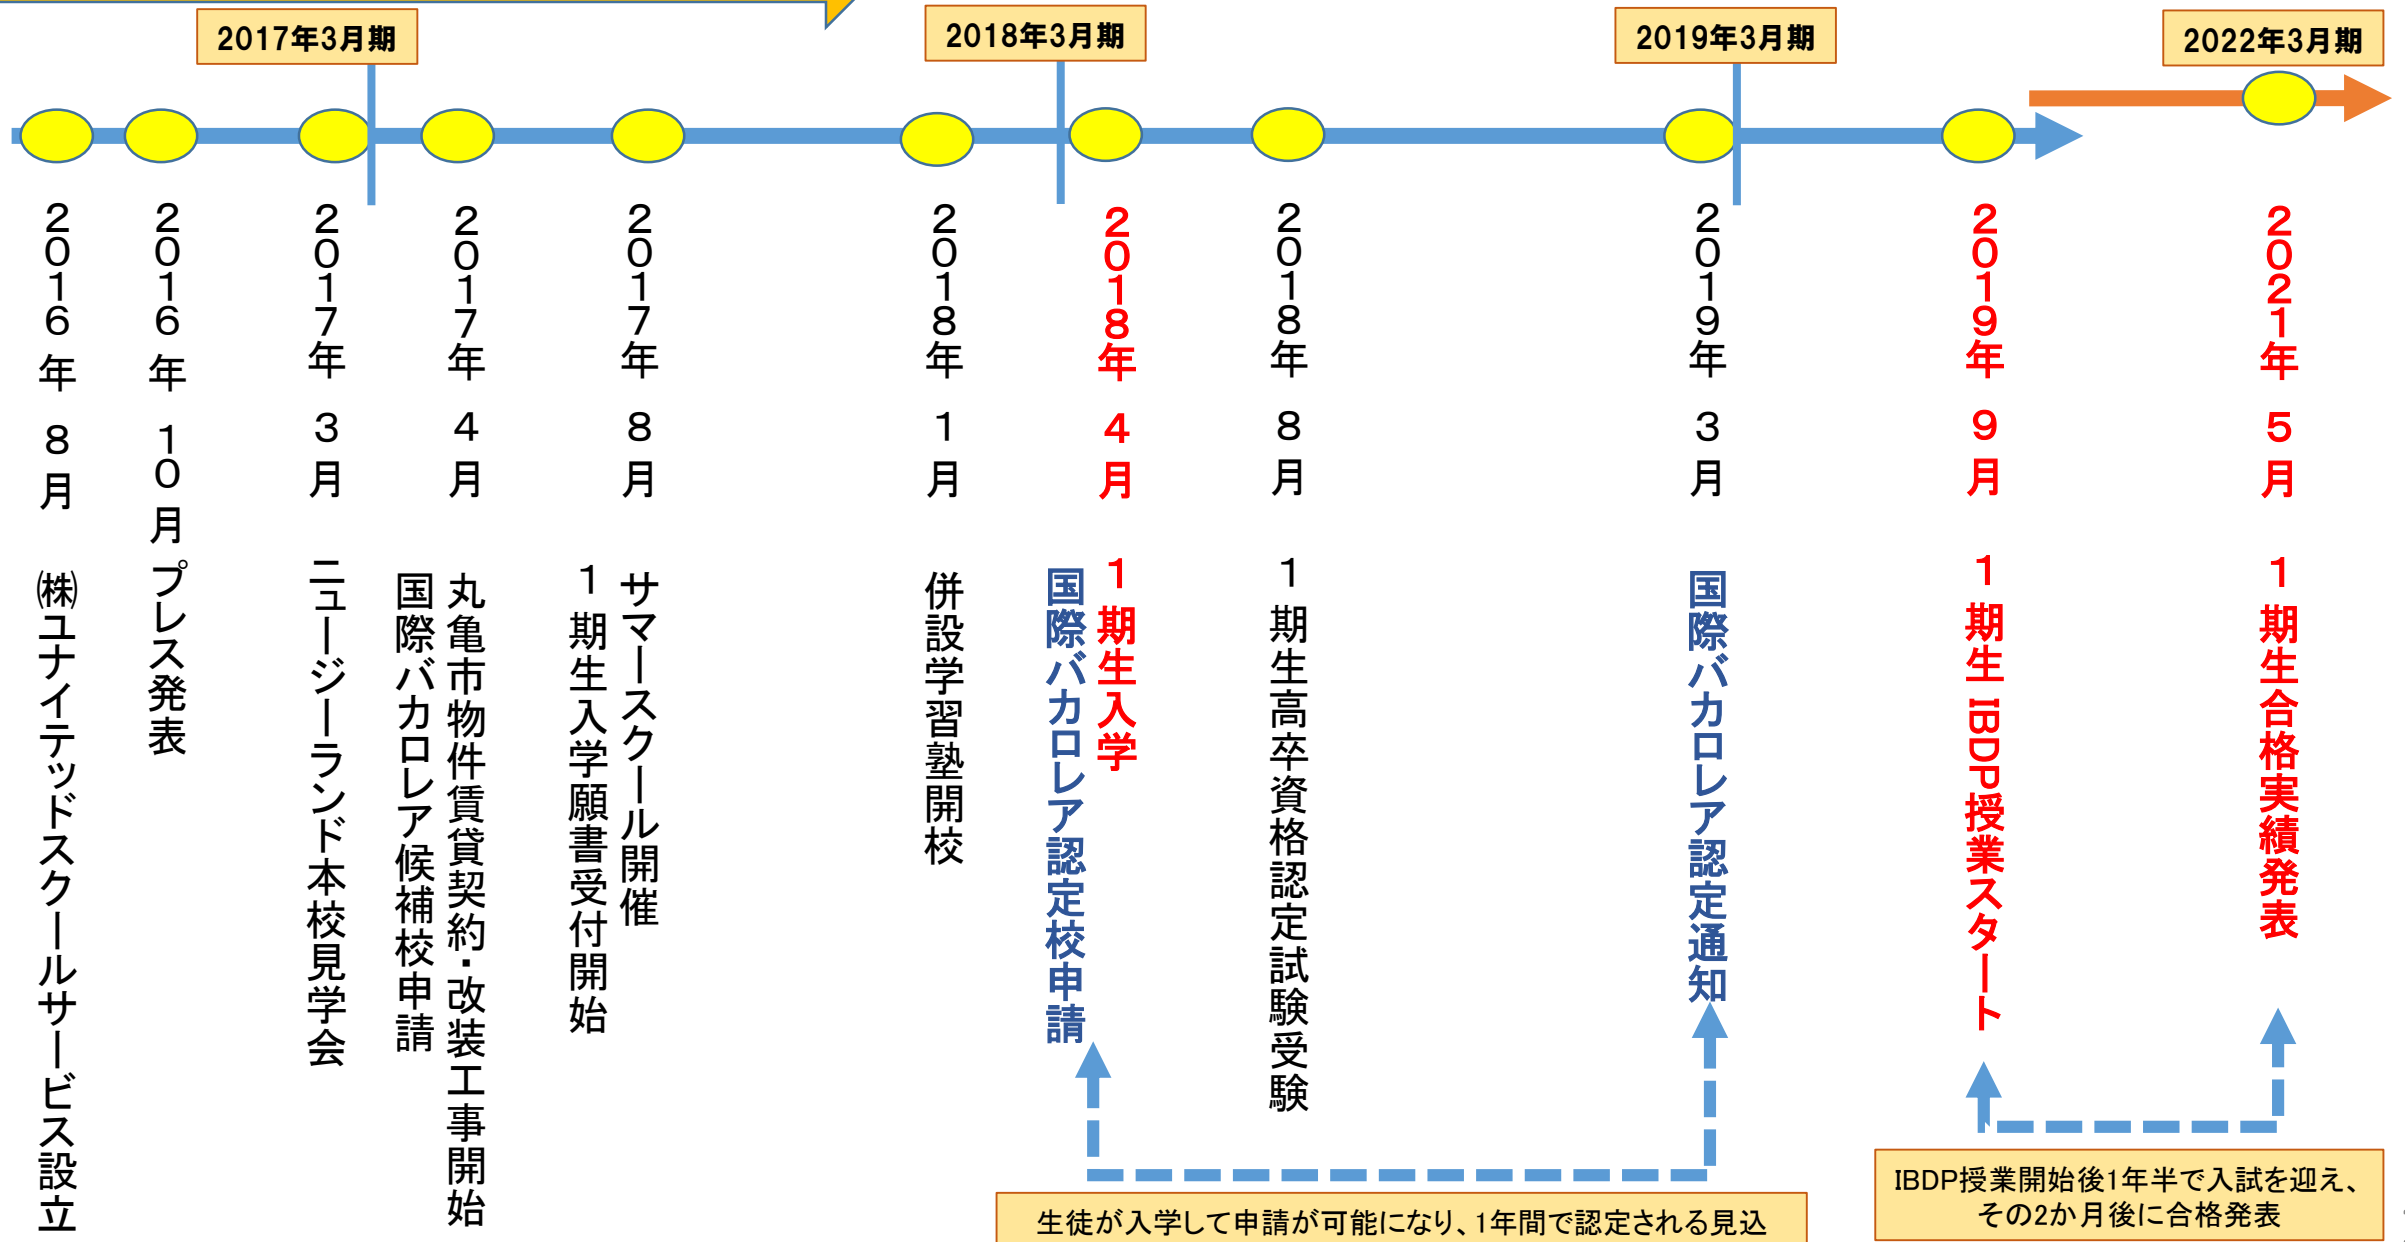 2017年3月期
2018年3月期
2019年3月期
2022年3月期
2016年 8月 ㈱ユナイテッドスクールサービス設立
2016年 10月 プレス発表
2017年 3月 ニュージーランド本校見学会
2017年 4月 丸亀市物件賃貸契約・改装工事開始
国際バカロレア候補校申請
2017年 8月 サマースクール開催
1期生入学願書受付開始
2018年 1月 併設学習塾開校
2018年 4月 1期生入学
国際バカロレア認定校申請
2018年 8月 1期生高卒資格認定試験受験
2019年 3月 国際バカロレア認定通知
2019年 9月 1期生 IBDP授業スタート
2021年 5月 1期生合格実績発表
生徒が入学して申請が可能になり、1年間で認定される見込
IBDP授業開始後1年半で入試を迎え、
その2か月後に合格発表